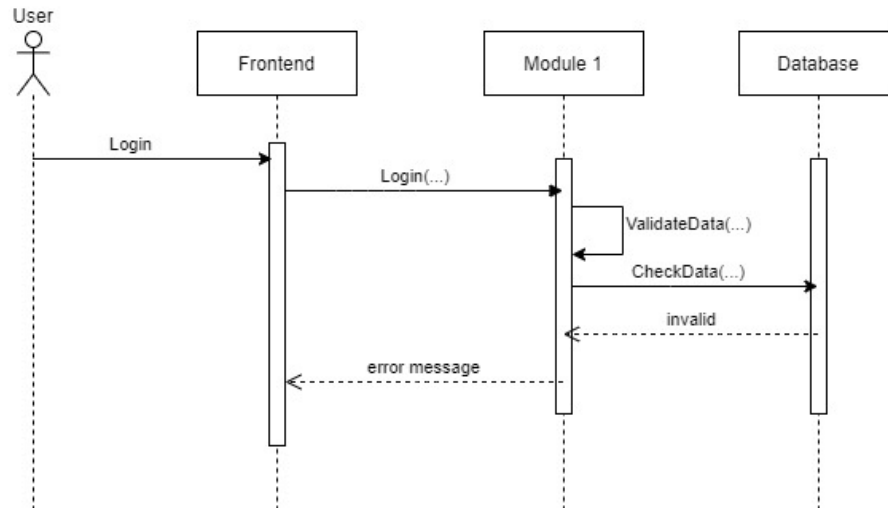 User
Frontend
Module 1
Database
Login
Login(...)
ValidateData(...)
CheckData(...)
invalid
error message